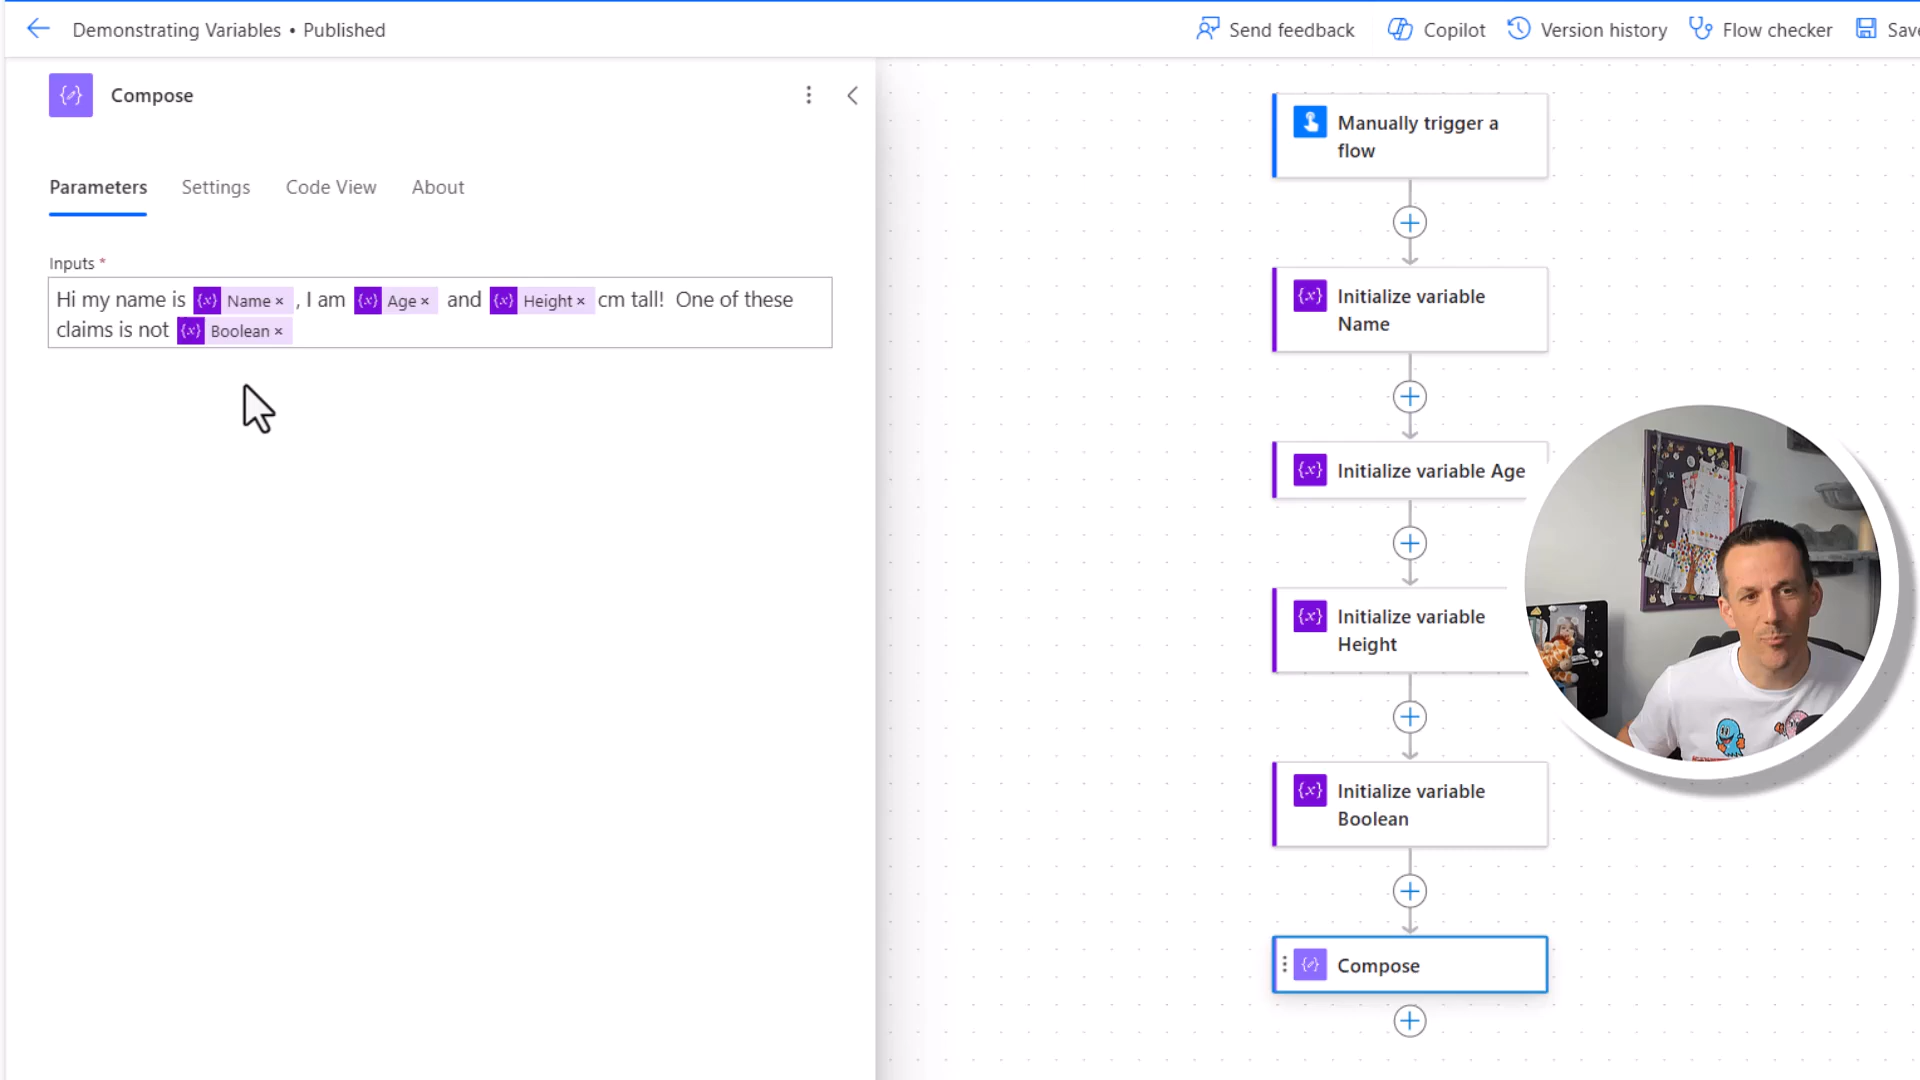 Demonstrating Variables • Published
Send feedback
Copilot
Version history
Flow checker
Save
Compose
Parameters
Settings
Code View
About
Inputs *
Hi my name is {x} Name × , I am {x} Age × and {x} Height × cm tall! One of these
claims is not {x} Boolean ×
Manually trigger a
flow
{x} Initialize variable
Name
{x} Initialize variable Age
{x} Initialize variable
Height
{x} Initialize variable
Boolean
Compose